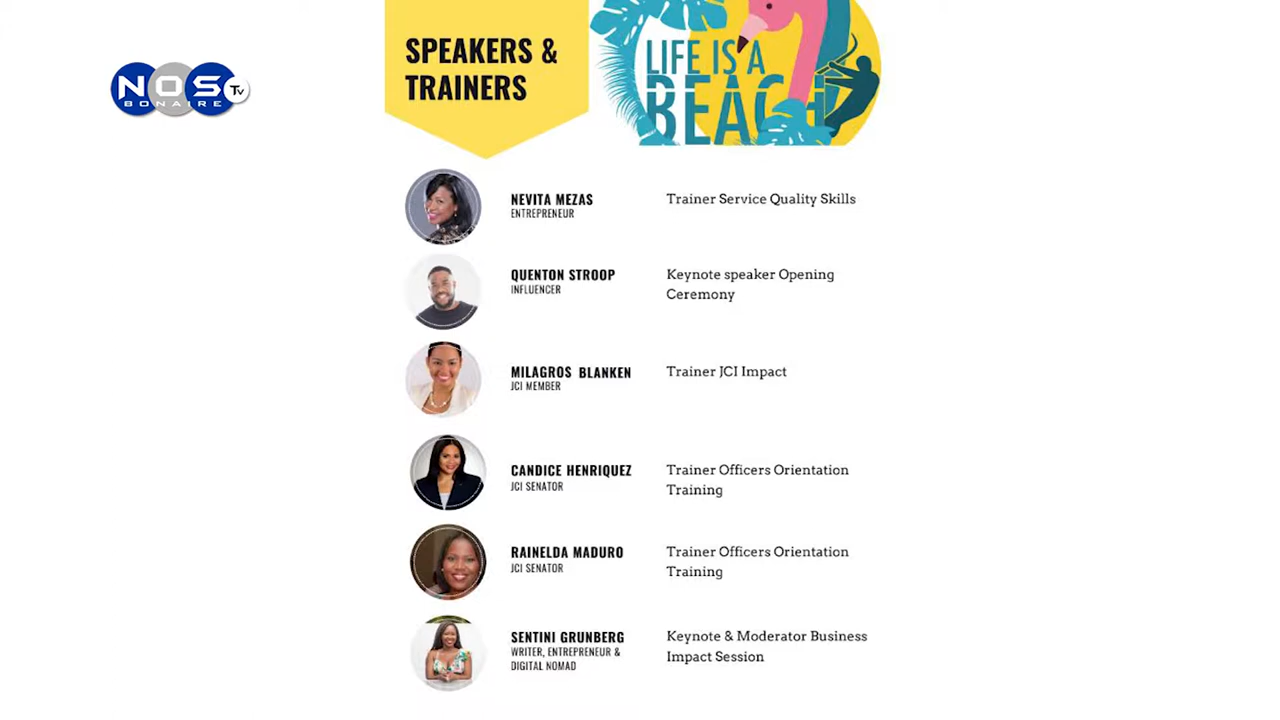 NOS TV
BONAIRE
SPEAKERS &
TRAINERS
LIFE IS A
BEACH
NEVITA MEZAS
ENTREPRENEUR
Trainer Service Quality Skills
QUENTON STROOP
INFLUENCER
Keynote speaker Opening
Ceremony
MILAGROS BLANKEN
JCI MEMBER
Trainer JCI Impact
CANDICE HENRIQUEZ
JCI SENATOR
Trainer Officers Orientation
Training
RAINELDA MADURO
JCI SENATOR
Trainer Officers Orientation
Training
SENTINI GRUNBERG
WRITER, ENTREPRENEUR &
DIGITAL NOMAD
Keynote & Moderator Business
Impact Session